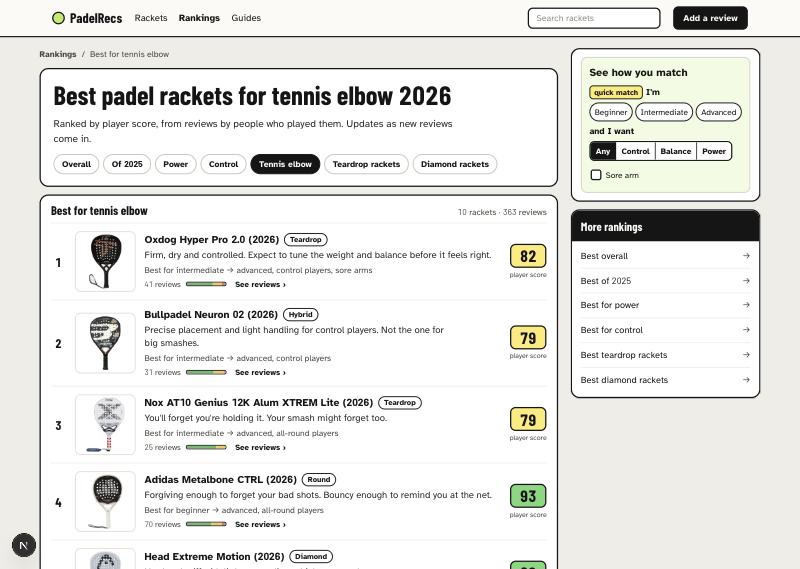 PadelRecs
Rackets Rankings Guides
Search rackets
Add a review
Rankings / Best for tennis elbow
Best padel rackets for tennis elbow 2026
Ranked by player score, from reviews by people who played them. Updates as new reviews
come in.
Overall Of 2025 Power Control Tennis elbow Teardrop rackets Diamond rackets
Best for tennis elbow
10 rackets · 363 reviews
1
Oxdog Hyper Pro 2.0 (2026) Teardrop
Firm, dry and controlled. Expect to tune the weight and balance before it feels right.
Best for intermediate → advanced, control players, sore arms
41 reviews See reviews ›
82
player score
2
Bullpadel Neuron 02 (2026) Hybrid
Precise placement and light handling for control players. Not the one for
big smashes.
Best for intermediate → advanced, control players
31 reviews See reviews ›
79
player score
3
Nox AT10 Genius 12K Alum XTREM Lite (2026) Teardrop
You'll forget you're holding it. Your smash might forget too.
Best for intermediate → advanced, all-round players
25 reviews See reviews ›
79
player score
4
Adidas Metalbone CTRL (2026) Round
Forgiving enough to forget your bad shots. Bouncy enough to remind you at the net.
Best for beginner → advanced, all-round players
70 reviews See reviews ›
93
player score
Head Extreme Motion (2026) Diamond
See how you match
quick match I'm
Beginner Intermediate Advanced
and I want
Any Control Balance Power
Sore arm
More rankings
Best overall →
Best of 2025 →
Best for power →
Best for control →
Best teardrop rackets →
Best diamond rackets →
N